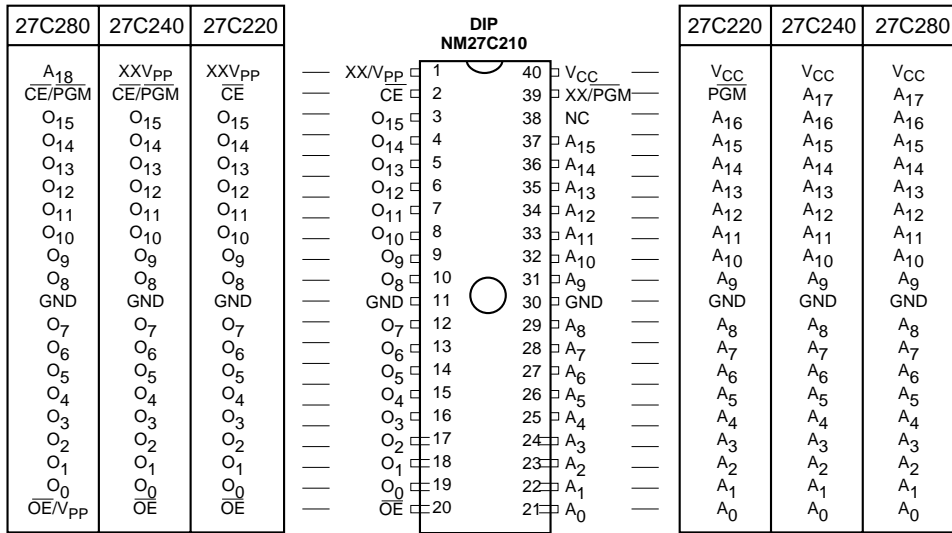 27C280 27C240 27C220 DIP 27C220 27C240 27C280
NM27C210
A18 XXVPP XXVPP XX/VPP 1 40 VCC VCC VCC VCC
CE/PGM CE/PGM CE CE 2 39 XX/PGM PGM A17 A17
O15 O15 O15 O15 3 38 NC A16 A16 A16
O14 O14 O14 O14 4 37 A15 A15 A15 A15
O13 O13 O13 O13 5 36 A14 A14 A14 A14
O12 O12 O12 O12 6 35 A13 A13 A13 A13
O11 O11 O11 O11 7 34 A12 A12 A12 A12
O10 O10 O10 O10 8 33 A11 A11 A11 A11
O9 O9 O9 O9 9 32 A10 A10 A10 A10
O8 O8 O8 O8 10 31 A9 A9 A9 A9
GND GND GND GND 11 30 GND GND GND GND
O7 O7 O7 O7 12 29 A8 A8 A8 A8
O6 O6 O6 O6 13 28 A7 A7 A7 A7
O5 O5 O5 O5 14 27 A6 A6 A6 A6
O4 O4 O4 O4 15 26 A5 A5 A5 A5
O3 O3 O3 O3 16 25 A4 A4 A4 A4
O2 O2 O2 O2 17 24 A3 A3 A3 A3
O1 O1 O1 O1 18 23 A2 A2 A2 A2
O0 O0 O0 O0 19 22 A1 A1 A1 A1
OE/VPP OE OE OE 20 21 A0 A0 A0 A0